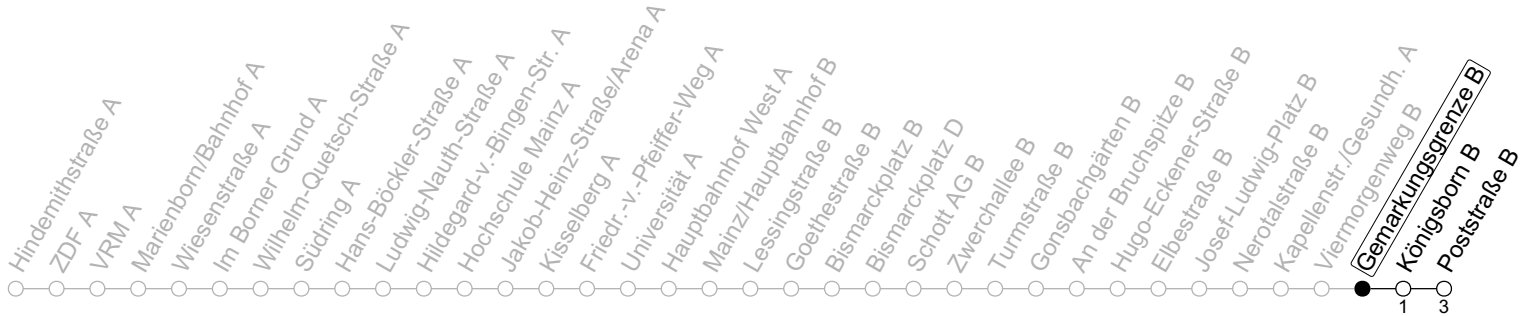 Hindemithstraße A
ZDF A
VRM A
Marienborn/Bahnhof A
Wiesenstraße A
Im Borner Grund A
Wilhelm-Quetsch-Straße A
Südring A
Hans-Böckler-Straße A
Ludwig-Nauth-Straße A
Hildegard-v.-Bingen-Str. A
Hochschule Mainz A
Jakob-Heinz-Straße/Arena A
Kisselberg A
Friedr.-v.-Pfeiffer-Weg A
Universität A
Hauptbahnhof West A
Mainz/Hauptbahnhof B
Lessingstraße B
Goethestraße B
Bismarckplatz B
Bismarckplatz D
Schott AG B
Zwerchallee B
Turmstraße B
Gonsbachgärten B
An der Bruchspitze B
Hugo-Eckener-Straße B
Elbestraße B
Josef-Ludwig-Platz B
Nerotalstraße B
Kapellenstr./Gesundh. A
Viermorgenweg B
Gemarkungsgrenze B
Königsborn B
Poststraße B
1
3